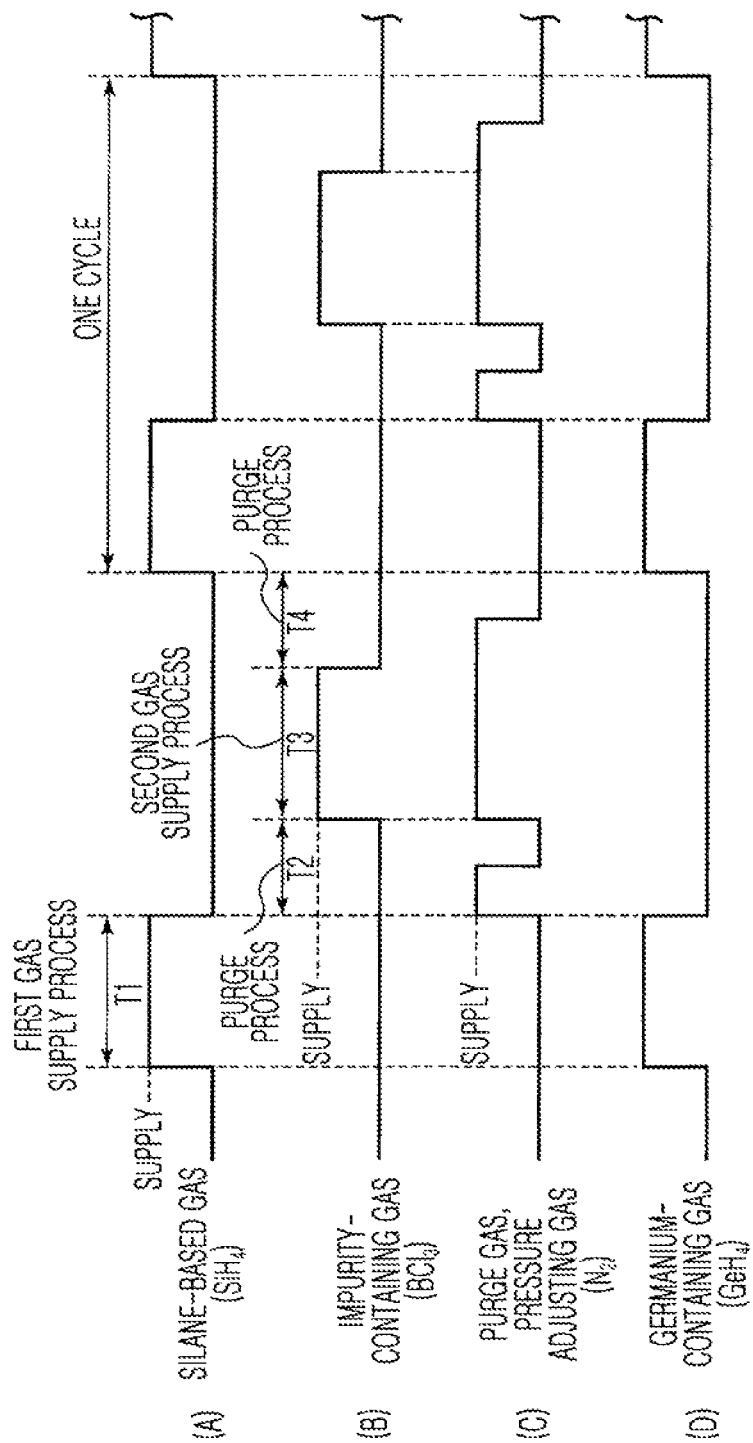 FIRST GAS
SUPPLY PROCESS
T1
SUPPLY
SECOND GAS
SUPPLY PROCESS
ONE CYCLE
(A)
SILANE-BASED GAS
(SiH₄)
PURGE
PROCESS
T2
T3
T4
PURGE
PROCESS
SUPPLY
(B)
IMPURITY-
CONTAINING GAS
(BCl₃)
SUPPLY
(C)
PURGE GAS,
PRESSURE
ADJUSTING GAS
(N₂)
(D)
GERMANIUM-
CONTAINING GAS
(GeH₄)